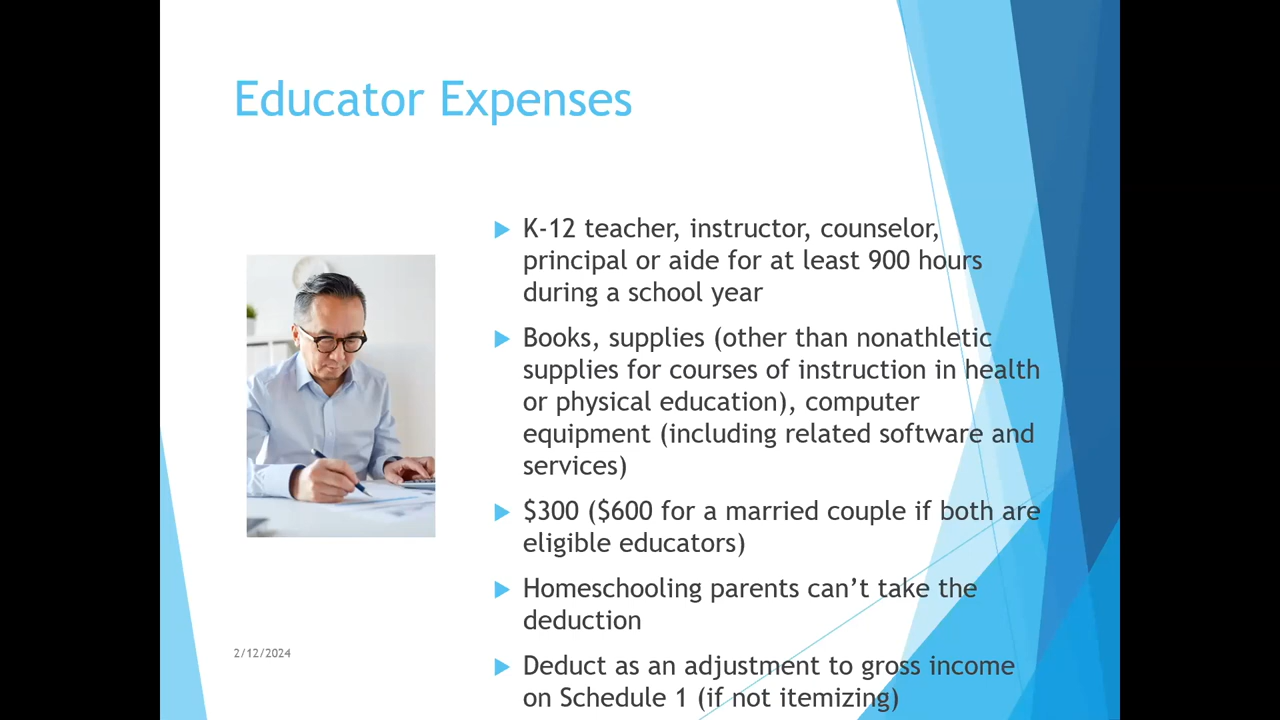 Educator Expenses
K-12 teacher, instructor, counselor,
principal or aide for at least 900 hours
during a school year
Books, supplies (other than nonathletic
supplies for courses of instruction in health
or physical education), computer
equipment (including related software and
services)
$300 ($600 for a married couple if both are
eligible educators)
Homeschooling parents can’t take the
deduction
Deduct as an adjustment to gross income
on Schedule 1 (if not itemizing)
2/12/2024